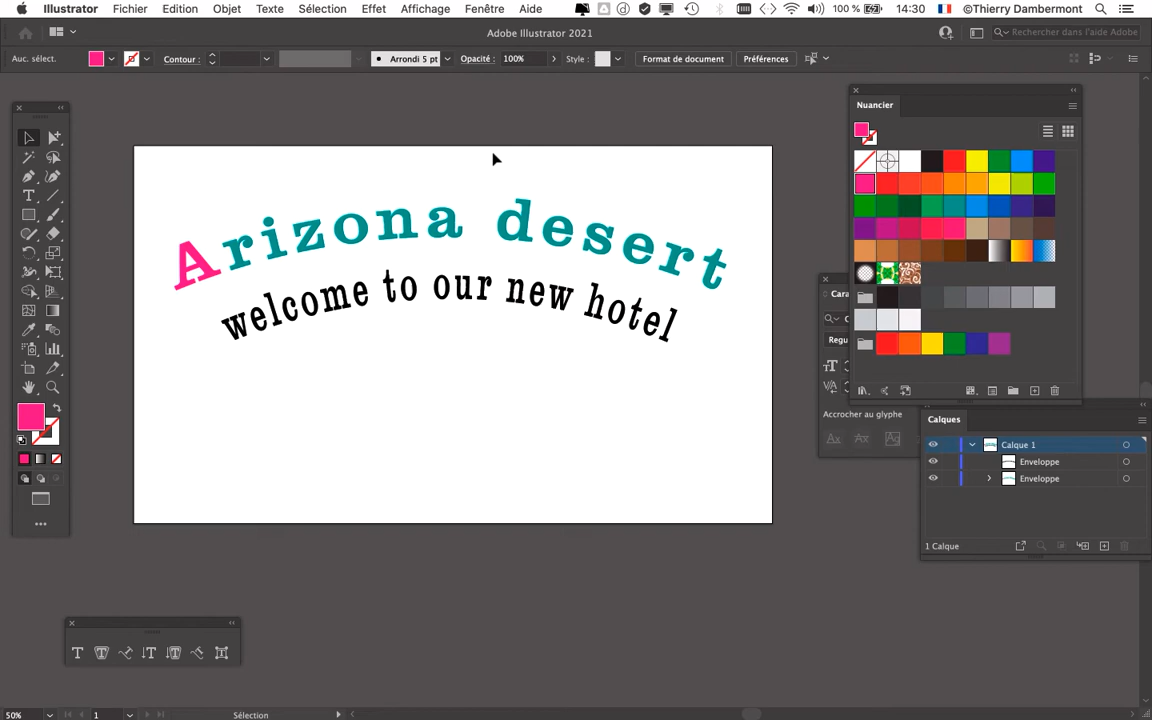 Illustrator Fichier Edition Objet Texte Sélection Effet Affichage Fenêtre Aide 100 % 14:30 ©Thierry Dambermont
Adobe Illustrator 2021 Rechercher dans l'aide Adobe
Auc. sélect. Contour : Arrondi 5 pt Opacité : 100% Style : Format de document Préférences
Nuancier
Arizona desert
welcome to our new hotel
Cara
Regu
Accrocher au glyphe
Calques
Calque 1
Enveloppe
Enveloppe
1 Calque
50% 1 Sélection